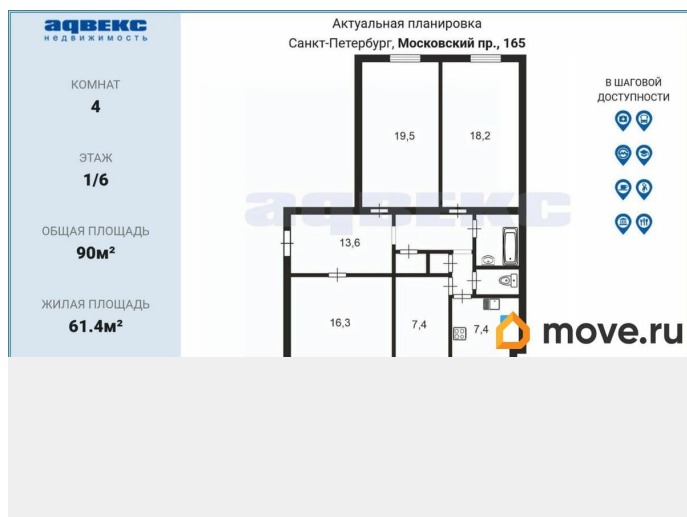 АДВЕКС
НЕДВИЖИМОСТЬ
КОМНАТ
4
ЭТАЖ
1/6
ОБЩАЯ ПЛОЩАДЬ
90м²
ЖИЛАЯ ПЛОЩАДЬ
61.4м²
Актуальная планировка
Санкт-Петербург, Московский пр., 165
19,5
18,2
адвекс
13,6
16,3
7,4
7,4
move.ru
В ШАГОВОЙ
ДОСТУПНОСТИ